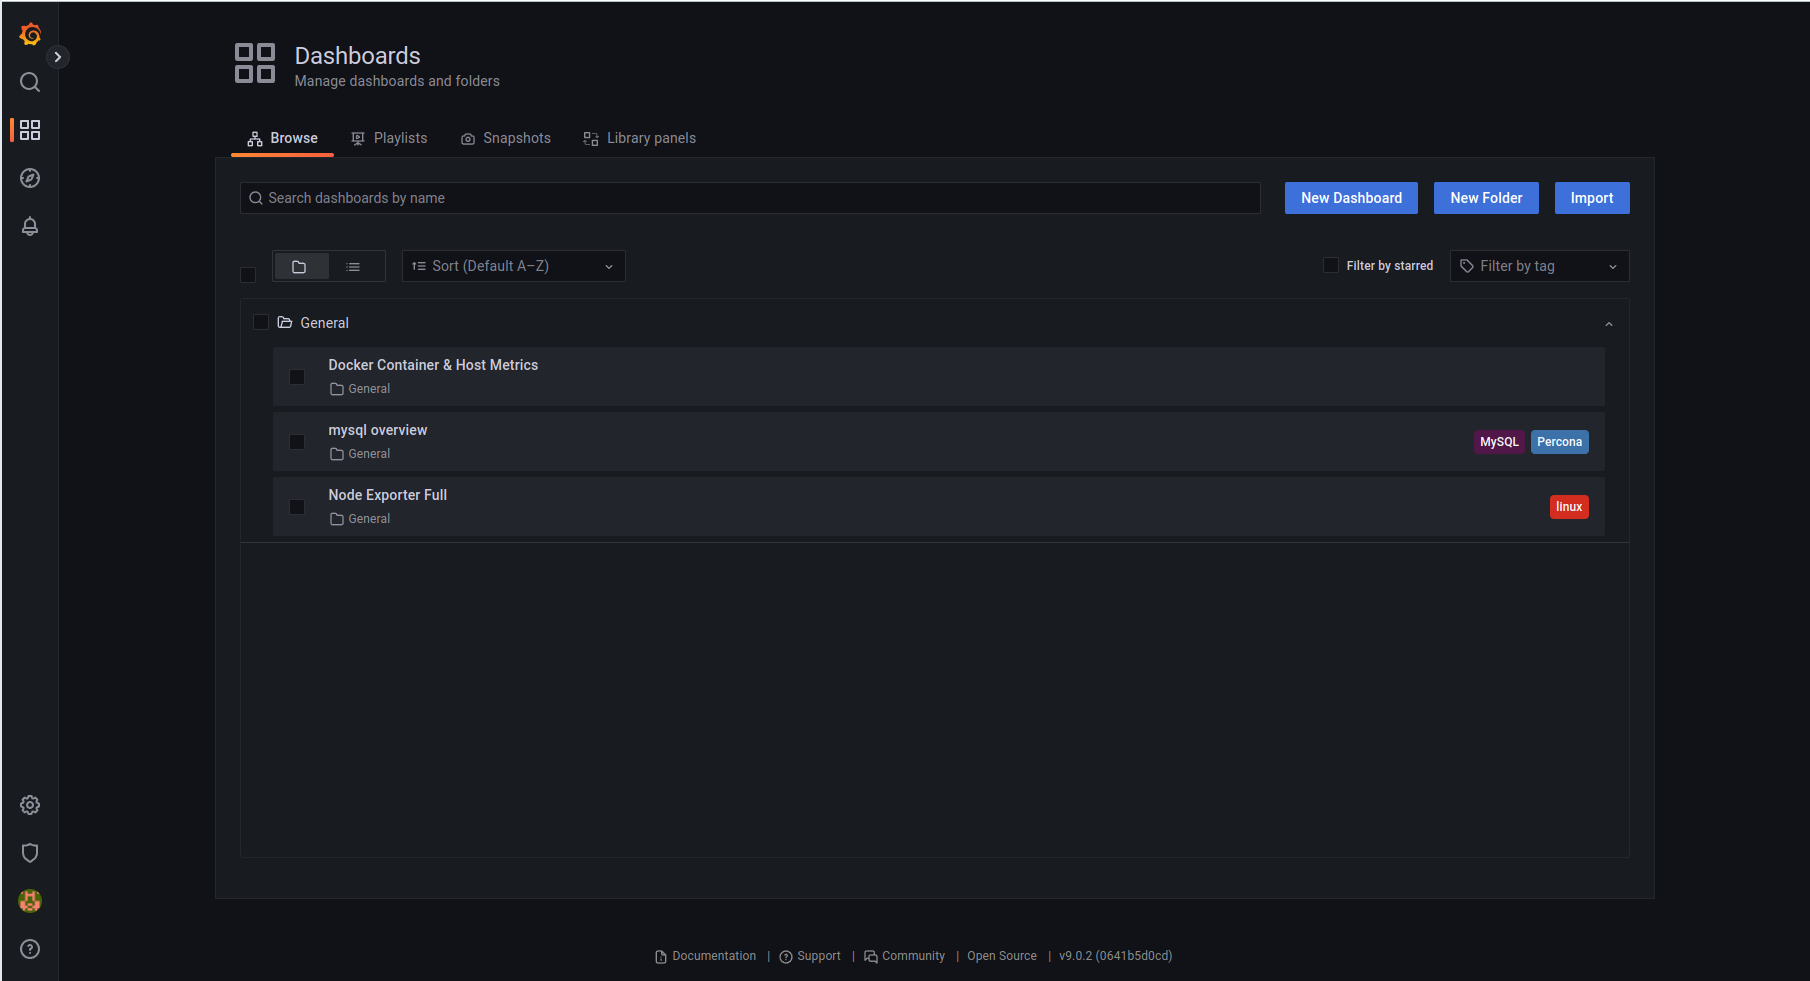 Dashboards
Manage dashboards and folders
Browse
Playlists
Snapshots
Library panels
Search dashboards by name
New Dashboard
New Folder
Import
Sort (Default A–Z)
Filter by starred
Filter by tag
General
Docker Container & Host Metrics
General
mysql overview
General
MySQL
Percona
Node Exporter Full
General
linux
Documentation | Support | Community | Open Source | v9.0.2 (0641b5d0cd)